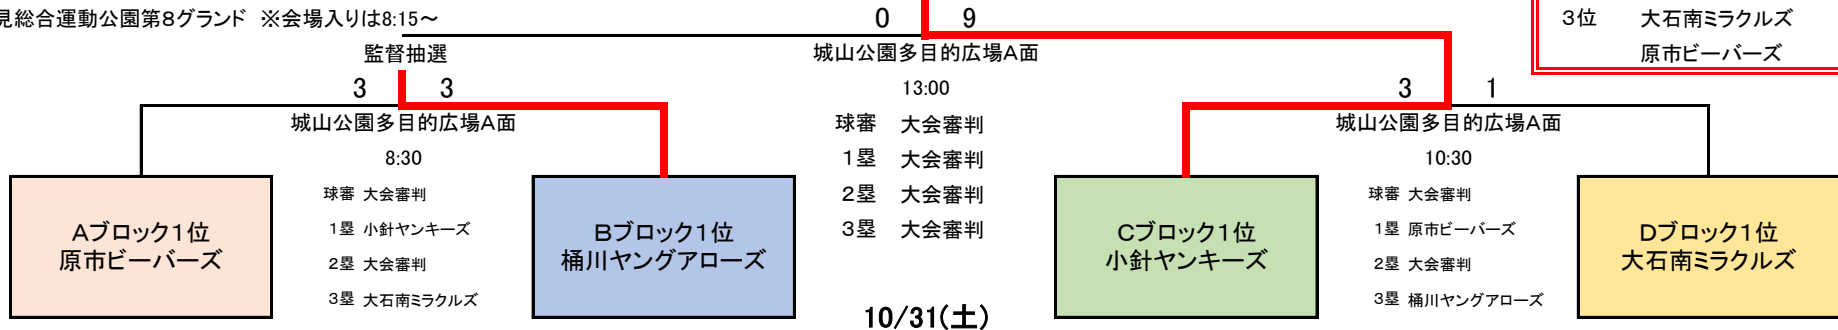 見総合運動公園第8グランド ※会場入りは8:15～
0 9
3位 大石南ミラクルズ
原市ビーバーズ
監督抽選
3 3
城山公園多目的広場A面
13:00
3 1
城山公園多目的広場A面
8:30
球審 大会審判
1塁 大会審判
2塁 大会審判
3塁 大会審判
城山公園多目的広場A面
10:30
Aブロック1位
原市ビーバーズ
球審 大会審判
1塁 小針ヤンキーズ
2塁 大会審判
3塁 大石南ミラクルズ
Bブロック1位
桶川ヤングアローズ
Cブロック1位
小針ヤンキーズ
球審 大会審判
1塁 原市ビーバーズ
2塁 大会審判
3塁 桶川ヤングアローズ
Dブロック1位
大石南ミラクルズ
10/31(土)